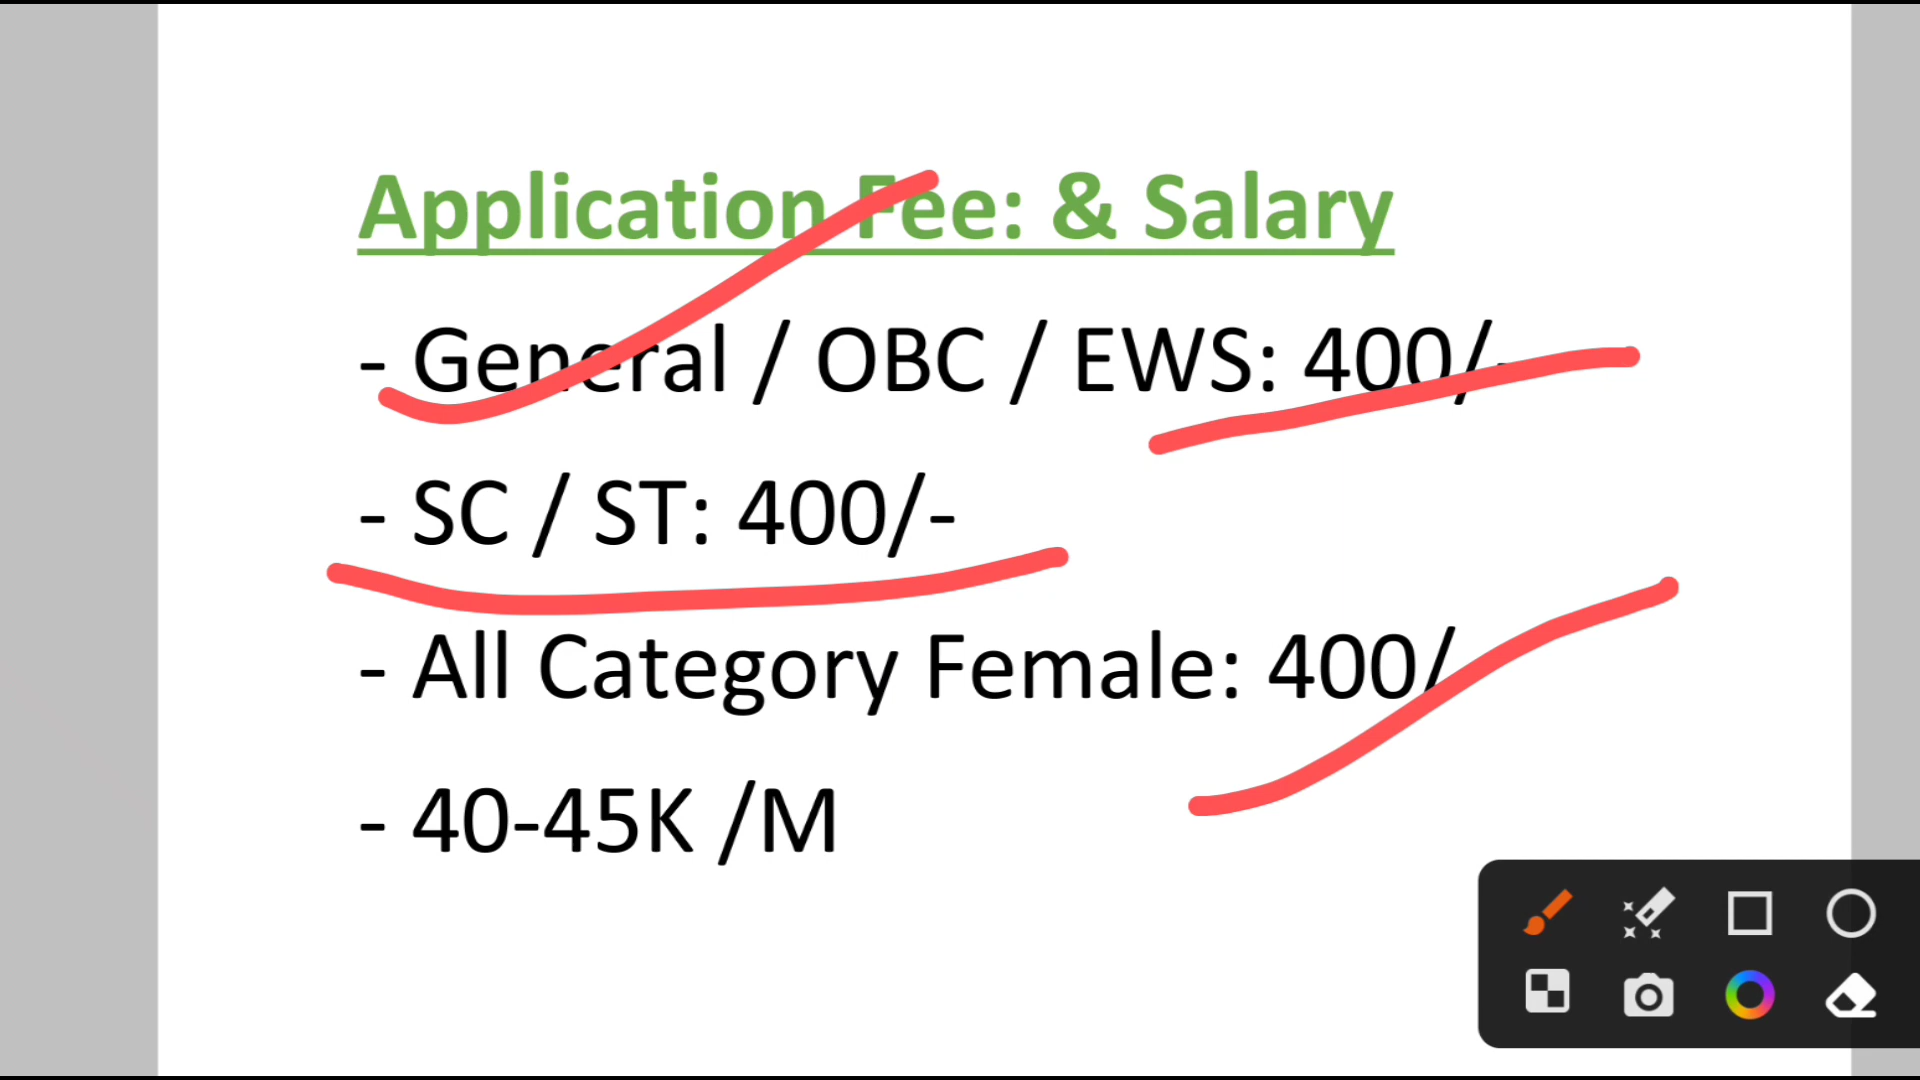 Application Fee: & Salary
- General / OBC / EWS: 400/-
- SC / ST: 400/-
- All Category Female: 400/
- 40-45K /M